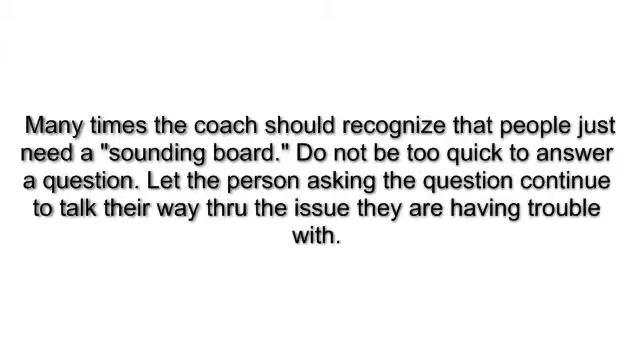 Many times the coach should recognize that people just
need a "sounding board." Do not be too quick to answer
a question. Let the person asking the question continue
to talk their way thru the issue they are having trouble
with.